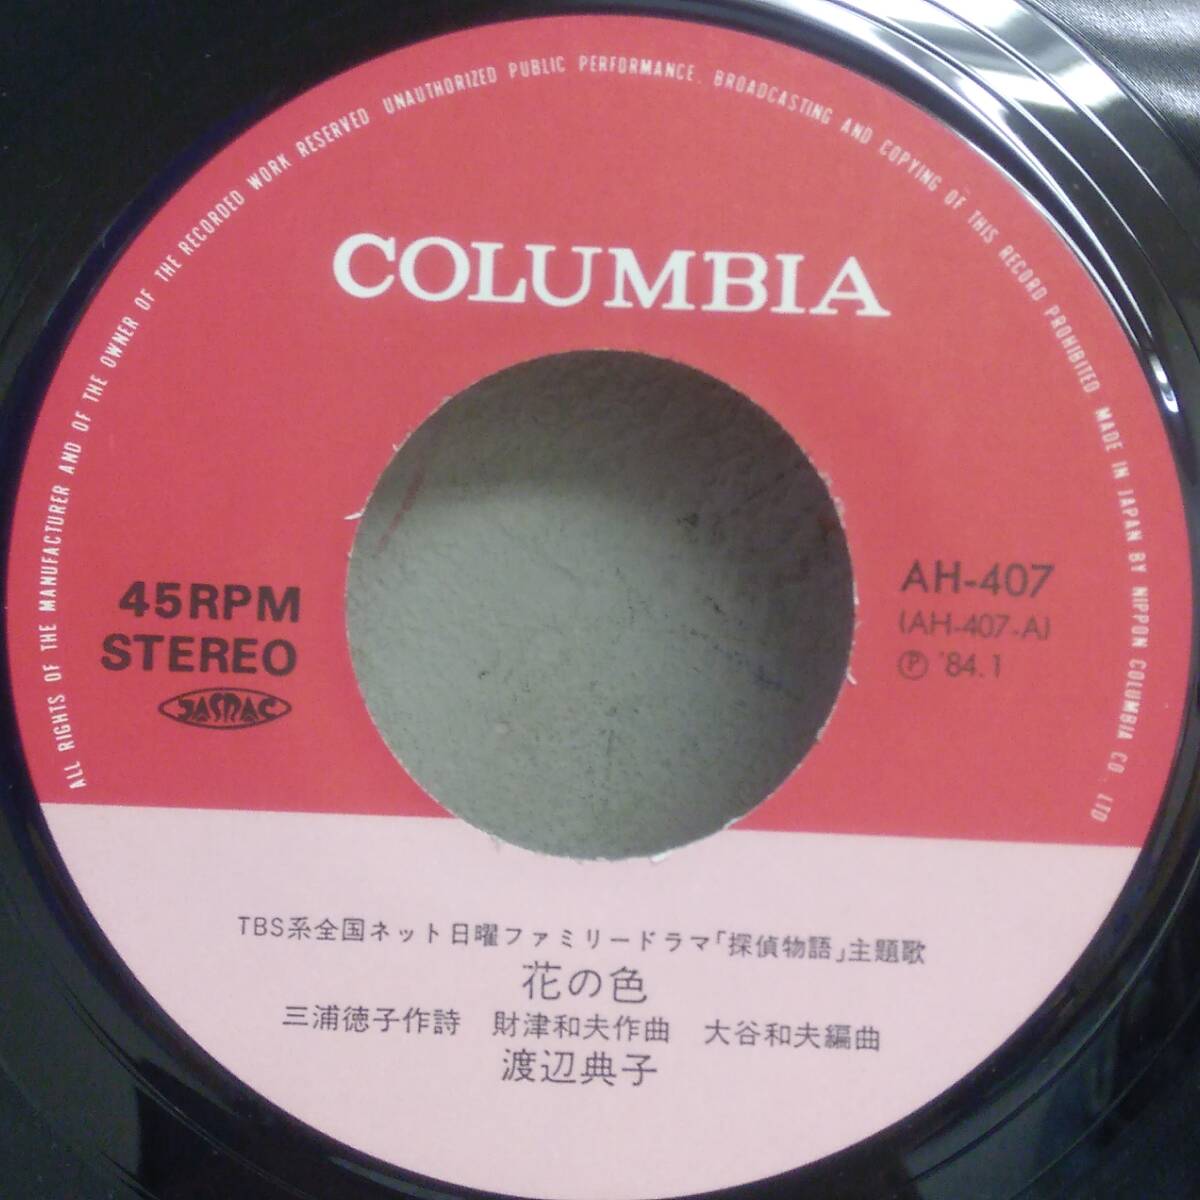 ALL RIGHTS OF THE MANUFACTURER AND OF THE OWNER OF THE RECORDED WORK RESERVED UNAUTHORIZED PUBLIC PERFORMANCE. BROADCASTING AND COPYING OF THIS RECORD PROHIBITED MADE IN JAPAN BY NIPPON COLUMBIA CO., LTD
COLUMBIA
45RPM
STEREO
JASRAC
AH-407
(AH-407-A)
Ⓟ '84.1
TBS系全国ネット日曜ファミリードラマ「探偵物語」主題歌
花の色
三浦徳子作詩 財津和夫作曲 大谷和夫編曲
渡辺典子